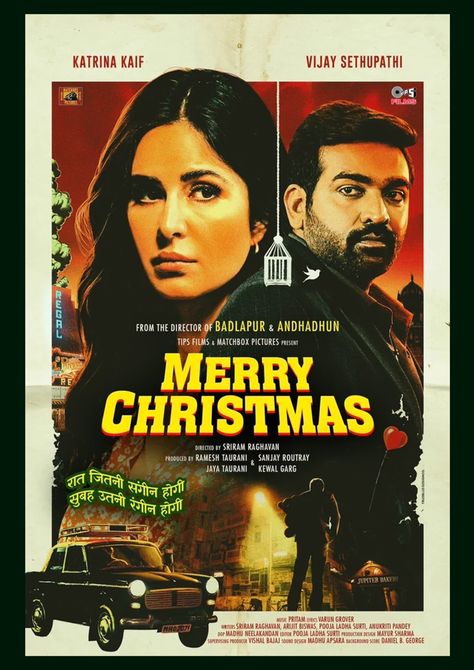 KATRINA KAIF
VIJAY SETHUPATHI
TIPS
FILMS
REGAL
FROM THE DIRECTOR OF BADLAPUR & ANDHADHUN
TIPS FILMS & MATCHBOX PICTURES PRESENT
MERRY
CHRISTMAS
DIRECTED BY SRIRAM RAGHAVAN
PRODUCED BY RAMESH TAURANI, SANJAY ROUTRAY
JAYA TAURANI & KEWAL GARG
रात जितनी संगीन होगी
सुबह उतनी रंगीन होगी
JUPITER BAKERY
MUSIC PRITAM LYRICS VARUN GROVER
WRITERS SRIRAM RAGHAVAN, ARIJIT BISWAS, POOJA LADHA SURTI, ANUKRITI PANDEY
DOP MADHU NEELAKANDAN EDITOR POOJA LADHA SURTI PRODUCTION DESIGN MAYUR SHARMA
SUPERVISING PRODUCER VISHAL BAJAJ SOUND DESIGN MADHU APSARA BACKGROUND SCORE DANIEL B. GEORGE